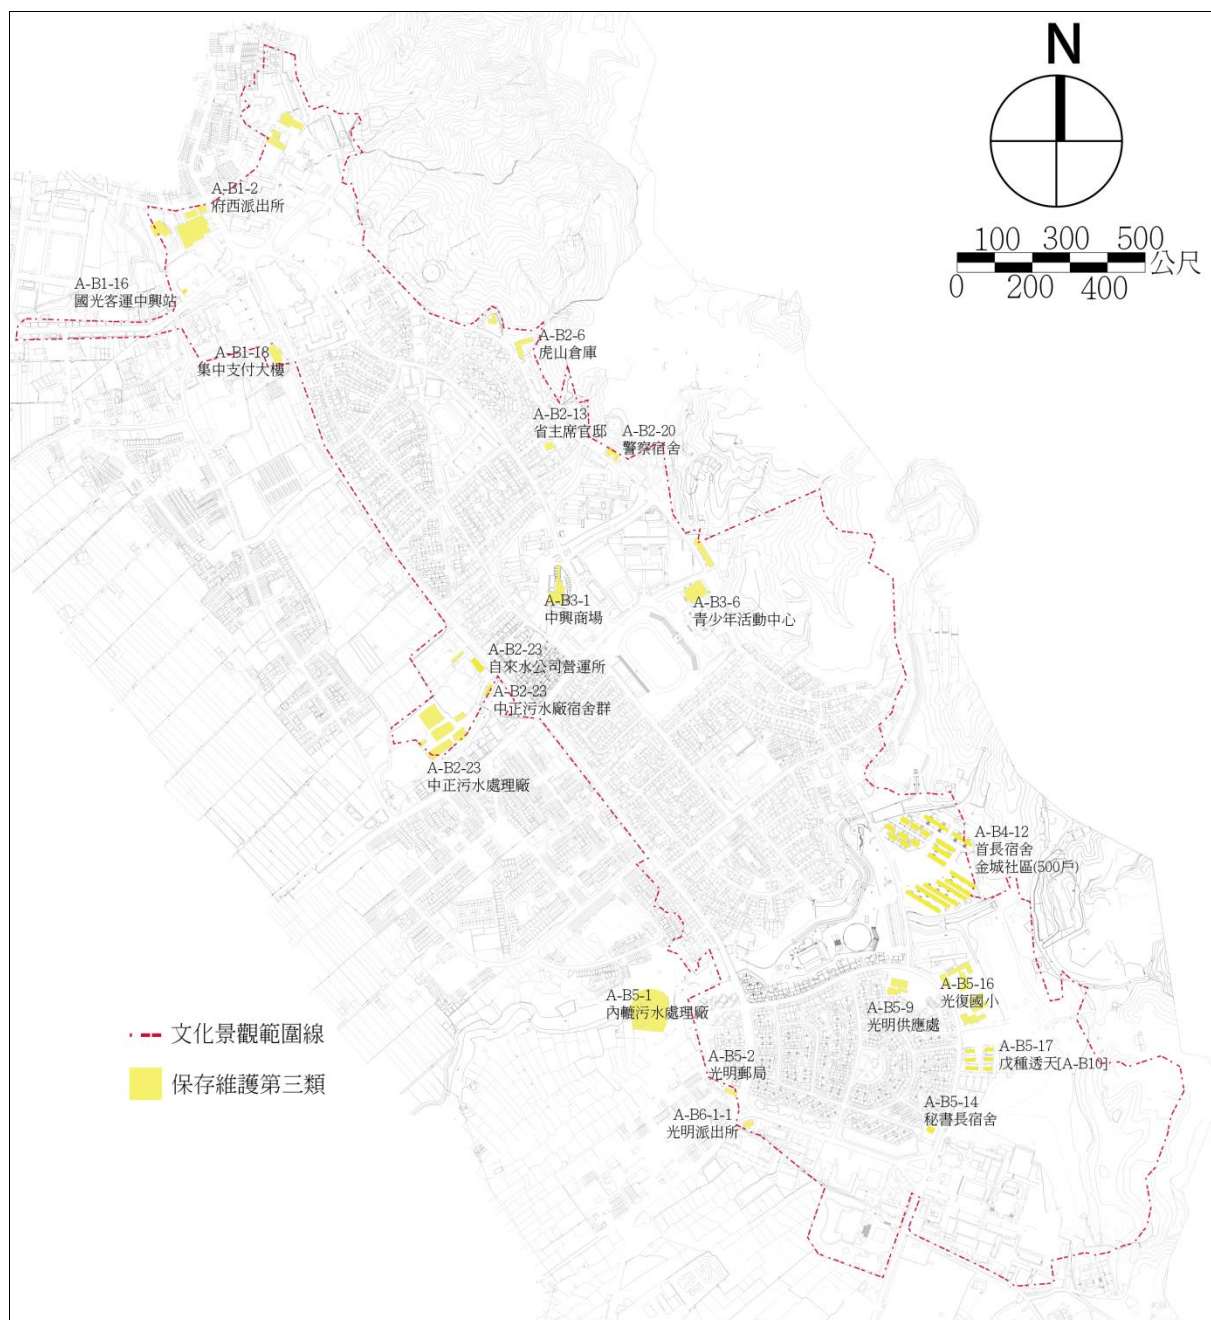 N
100 300 500
公尺
0 200 400
A-B1-2
府西派出所
A-B1-16
國光客運中興站
A-B1-18
集中支付大樓
A-B2-6
虎山倉庫
A-B2-13
省主席官邸
A-B2-20
警察宿舍
A-B3-1
中興商場
A-B3-6
青少年活動中心
A-B2-23
自來水公司營運所
A-B2-23
中正污水廠宿舍群
A-B2-23
中正污水處理廠
A-B4-12
首長宿舍
金城社區(500戶)
A-B5-1
內轆污水處理廠
A-B5-9
光明供應處
A-B5-16
光復國小
A-B5-17
戊種透天[A-B10]
A-B5-2
光明郵局
A-B5-14
秘書長宿舍
A-B6-1-1
光明派出所
文化景觀範圍線
保存維護第三類